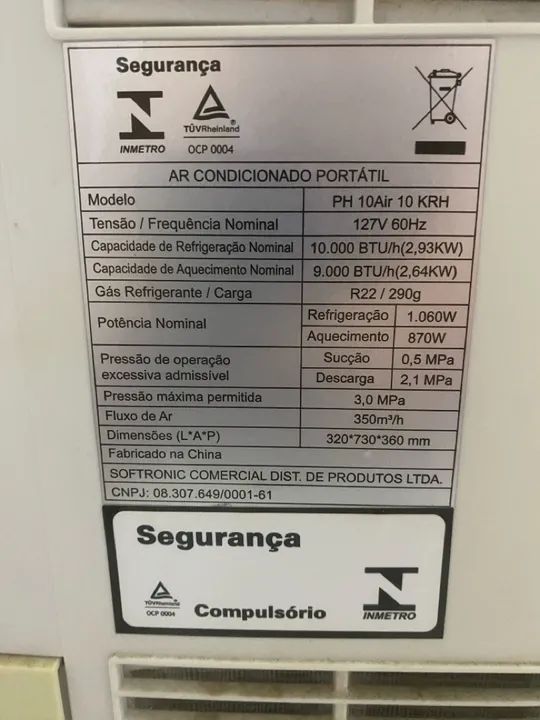 Segurança
INMETRO
TÜVRheinland ®
OCP 0004
AR CONDICIONADO PORTÁTIL
Modelo PH 10Air 10 KRH
Tensão / Frequência Nominal 127V 60Hz
Capacidade de Refrigeração Nominal 10.000 BTU/h(2,93KW)
Capacidade de Aquecimento Nominal 9.000 BTU/h(2,64KW)
Gás Refrigerante / Carga R22 / 290g
Potência Nominal Refrigeração 1.060W
Aquecimento 870W
Pressão de operação excessiva admissível Sucção 0,5 MPa
Descarga 2,1 MPa
Pressão máxima permitida 3,0 MPa
Fluxo de Ar 350m³/h
Dimensões (L*A*P) 320*730*360 mm
Fabricado na China
SOFTRONIC COMERCIAL DIST. DE PRODUTOS LTDA.
CNPJ: 08.307.649/0001-61
Segurança
TÜVRheinland
OCP 0004
Compulsório
INMETRO